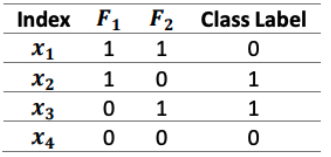 Index F₁ F₂ Class Label
x₁ 1 1 0
x₂ 1 0 1
x₃ 0 1 1
x₄ 0 0 0